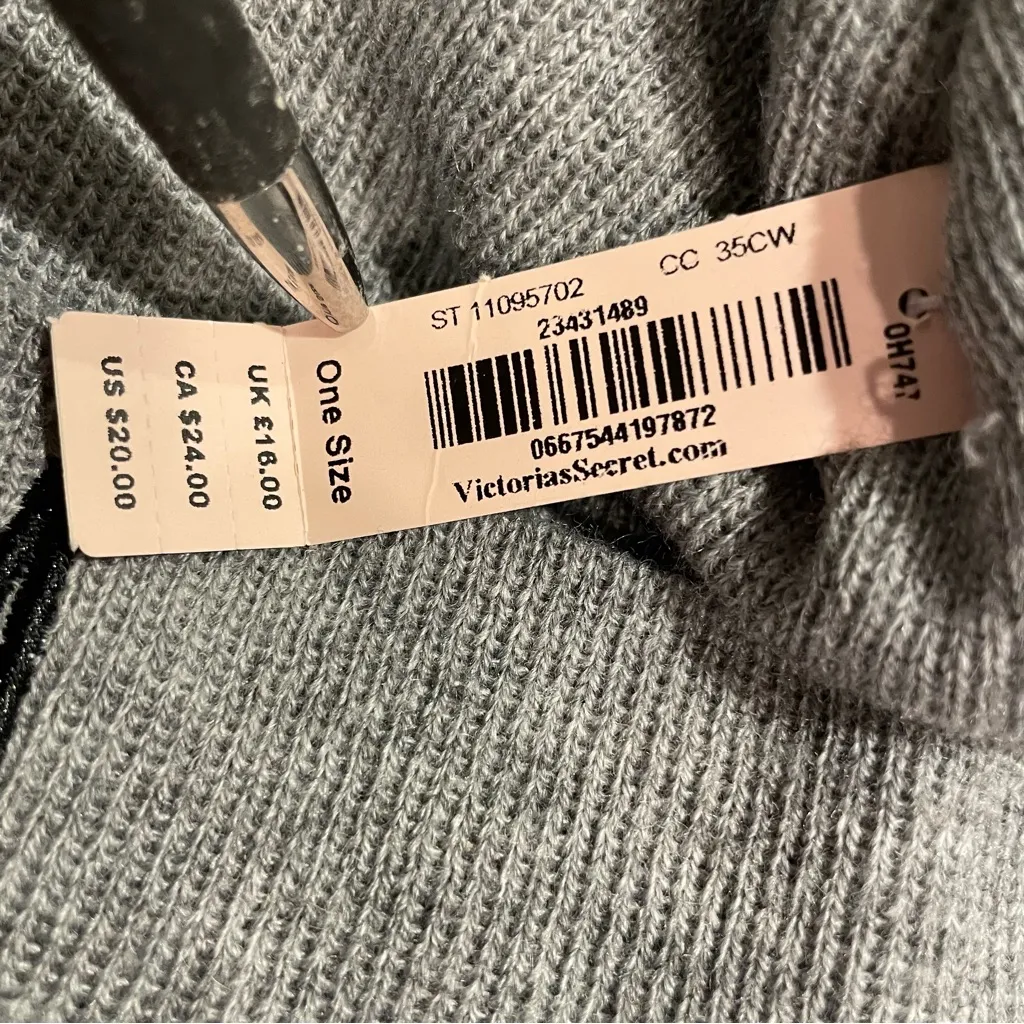 ST 11095702 CC 35CW
23431489
0667544197872
VictoriasSecret.com
One Size
UK £16.00
CA $24.00
US $20.00